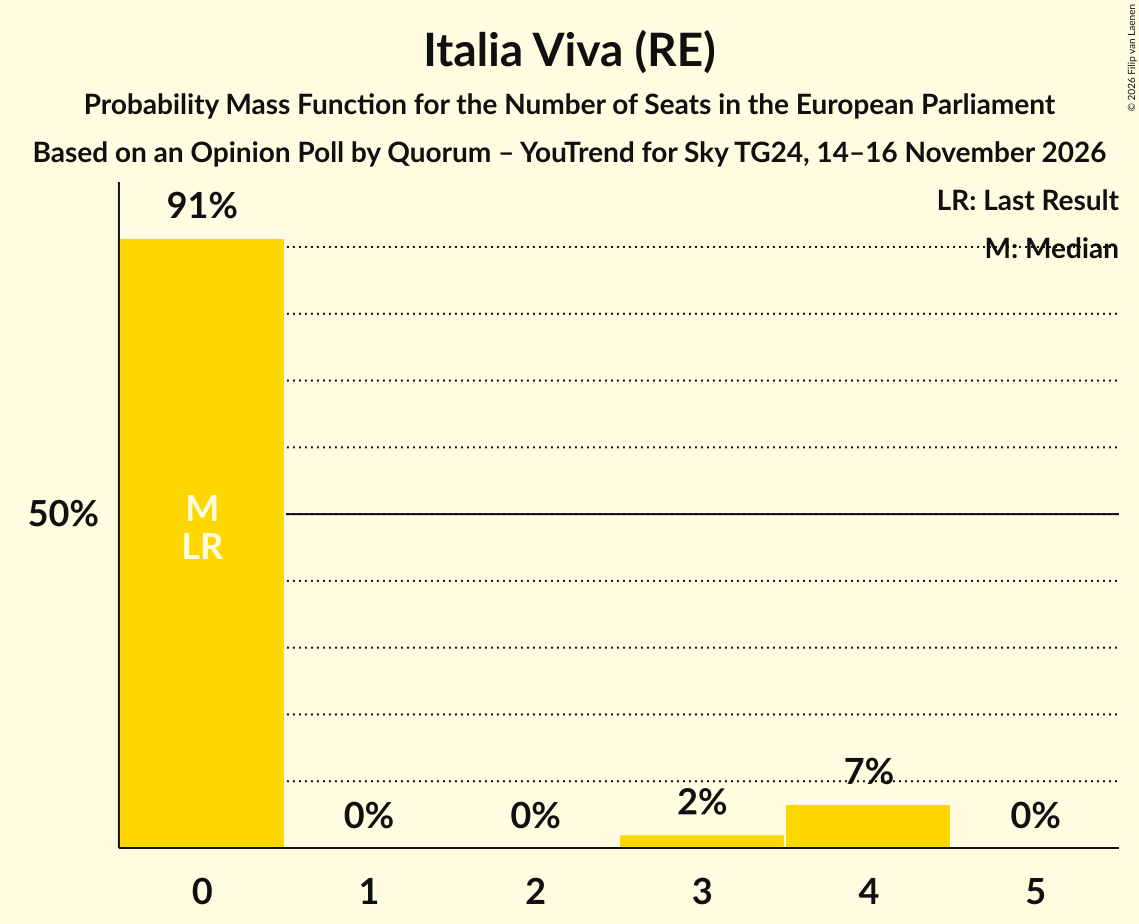 Italia Viva (RE)
Probability Mass Function for the Number of Seats in the European Parliament
Based on an Opinion Poll by Quorum – YouTrend for Sky TG24, 14–16 November 2026
© 2026 Filip van Laenen
LR: Last Result
M: Median
91%
50%
M
LR
0%
0%
2%
7%
0%
0
1
2
3
4
5